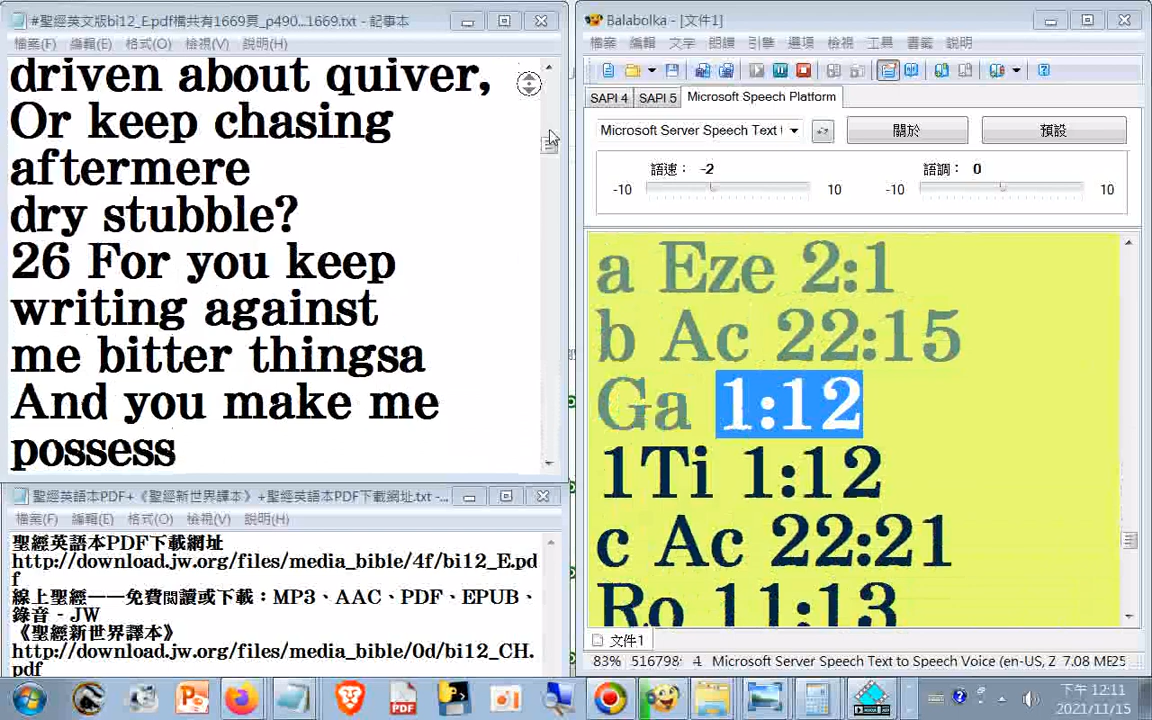 #聖經英文版bi12_E.pdf檔共有1669頁_p490...1669.txt - 記事本
檔案(F) 編輯(E) 格式(O) 檢視(V) 說明(H)
driven about quiver,
Or keep chasing
aftermere
dry stubble?
26 For you keep
writing against
me bitter thingsa
And you make me
possess
聖經英語本PDF+《聖經新世界譯本》+聖經英語本PDF下載網址.txt - ...
檔案(F) 編輯(E) 格式(O) 檢視(V) 說明(H)
聖經英語本PDF下載網址
http://download.jw.org/files/media_bible/4f/bi12_E.pd
f
線上聖經——免費閱讀或下載：MP3、AAC、PDF、EPUB、
錄音 - JW
《聖經新世界譯本》
http://download.jw.org/files/media_bible/0d/bi12_CH.
pdf
Balabolka - [文件1]
檔案 編輯 文字 朗讀 引擎 選項 檢視 工具 書籤 說明
SAPI 4 SAPI 5 Microsoft Speech Platform
Microsoft Server Speech Text 關於 預設
語速： -2 語調： 0
-10 10 -10 10
a Eze 2:1
b Ac 22:15
Ga 1:12
1Ti 1:12
c Ac 22:21
Ro 11:13
文件1
83% 516798 4 Microsoft Server Speech Text to Speech Voice (en-US, Z 7.08 ME25
PDF
下午 12:11
2021/11/15